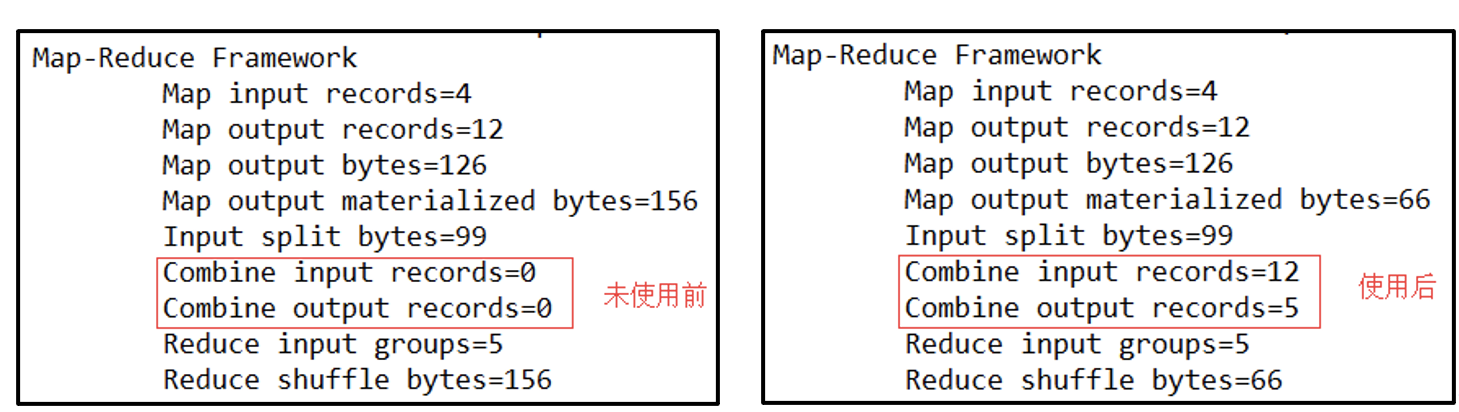 Map-Reduce Framework
Map input records=4
Map output records=12
Map output bytes=126
Map output materialized bytes=156
Input split bytes=99
Combine input records=0
Combine output records=0
未使用前
Reduce input groups=5
Reduce shuffle bytes=156
Map-Reduce Framework
Map input records=4
Map output records=12
Map output bytes=126
Map output materialized bytes=66
Input split bytes=99
Combine input records=12
Combine output records=5
使用后
Reduce input groups=5
Reduce shuffle bytes=66